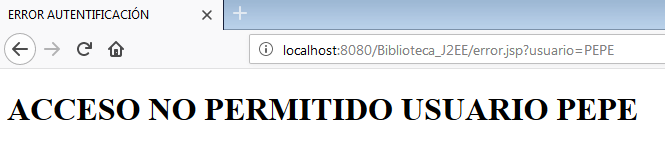 ERROR AUTENTIFICACIÓN
localhost:8080/Biblioteca_J2EE/error.jsp?usuario=PEPE
ACCESO NO PERMITIDO USUARIO PEPE